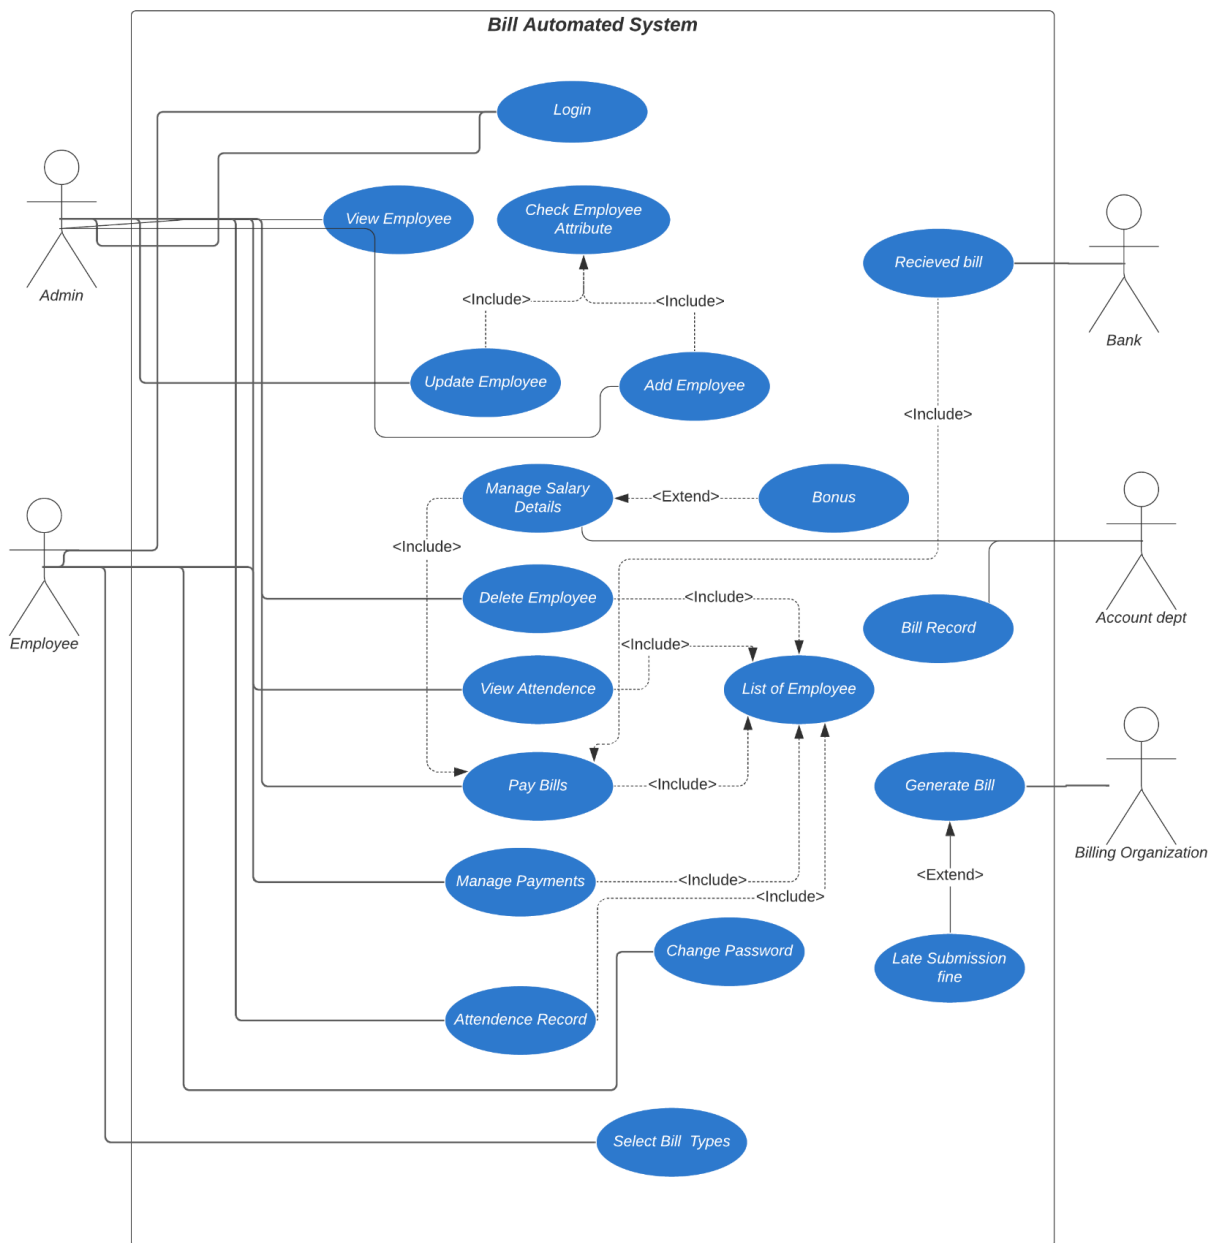 Bill Automated System
Login
View Employee
Check Employee
Attribute
Recieved bill
Admin
Bank
<Include>
<Include>
Update Employee
Add Employee
<Include>
Manage Salary
Details
<Extend>
Bonus
<Include>
Employee
Delete Employee
<Include>
Bill Record
Account dept
<Include>
View Attendence
List of Employee
Pay Bills
<Include>
Generate Bill
Billing Organization
Manage Payments
<Include>
<Extend>
<Include>
Change Password
Late Submission
fine
Attendence Record
Select Bill  Types